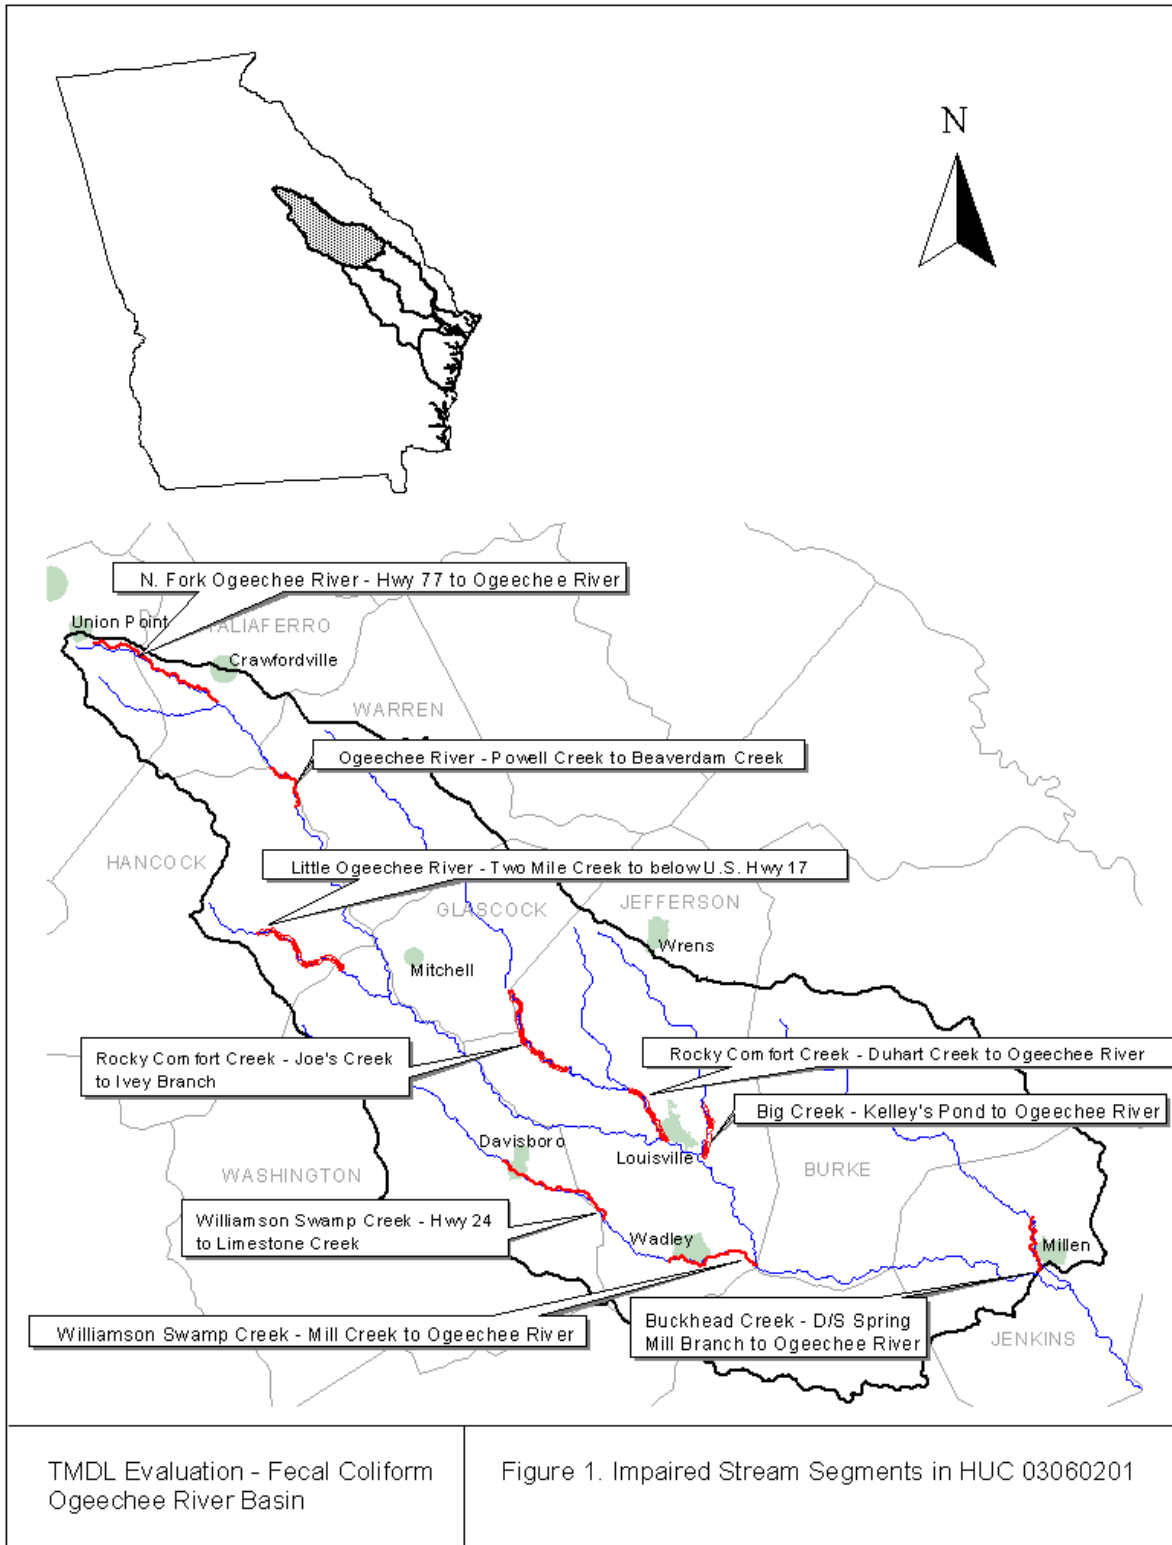 N
N. Fork Ogeechee River - Hwy 77 to Ogeechee River
Union Point
TALIAFERRO
Crawfordville
WARREN
Ogeechee River - Powell Creek to Beaverdam Creek
HANCOCK
Little Ogeechee River - Two Mile Creek to below U.S. Hwy 17
GLASCOCK
JEFFERSON
Wrens
Mitchell
Rocky Comfort Creek - Joe's Creek
to Ivey Branch
Rocky Comfort Creek - Duhart Creek to Ogeechee River
Big Creek - Kelley's Pond to Ogeechee River
Davisboro
Louisville
WASHINGTON
BURKE
Williamson Swamp Creek - Hwy 24
to Limestone Creek
Wadley
Millen
Williamson Swamp Creek - Mill Creek to Ogeechee River
Buckhead Creek - D/S Spring
Mill Branch to Ogeechee River
JENKINS
TMDL Evaluation - Fecal Coliform
Ogeechee River Basin
Figure 1. Impaired Stream Segments in HUC 03060201